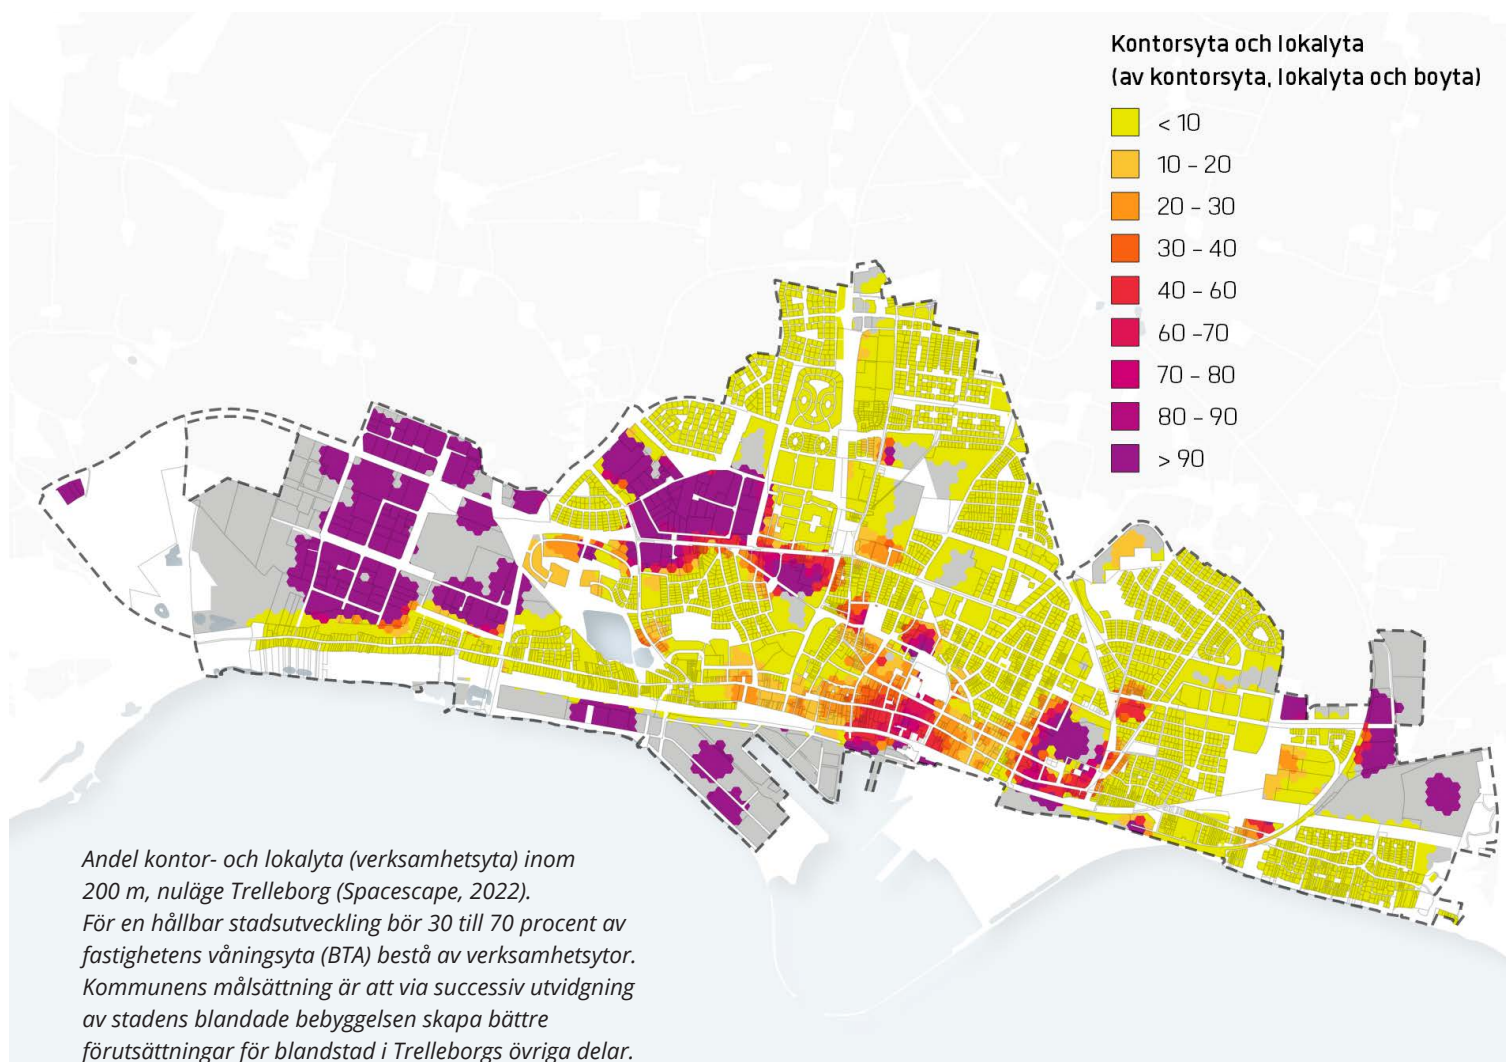 Kontorsyta och lokalyta
(av kontorsyta, lokalyta och boyta)
< 10
10 – 20
20 – 30
30 – 40
40 – 60
60 –70
70 – 80
80 – 90
> 90
Andel kontor- och lokalyta (verksamhetsyta) inom
200 m, nuläge Trelleborg (Spacescape, 2022).
För en hållbar stadsutveckling bör 30 till 70 procent av
fastighetens våningsyta (BTA) bestå av verksamhetsytor.
Kommunens målsättning är att via successiv utvidgning
av stadens blandade bebyggelsen skapa bättre
förutsättningar för blandstad i Trelleborgs övriga delar.